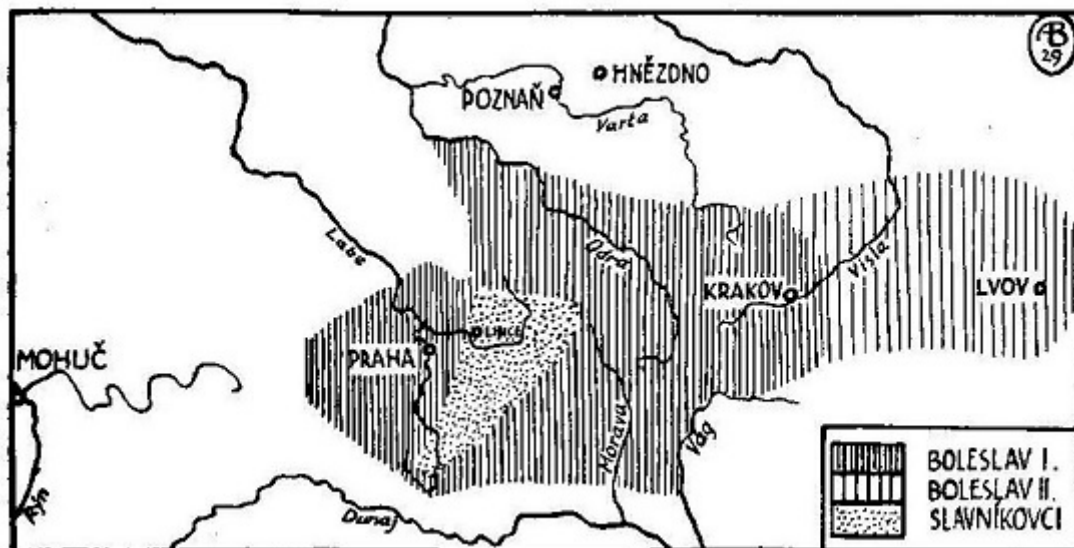 AB
29
HNĚZDNO
POZNAŇ
Varta
Labe
Odra
Visla
KRAKOV
LVOV
LIBICE
PRAHA
MOHUČ
Morava
Vág
Rýn
Dunaj
BOLESLAV I.
BOLESLAV II.
SLAVNÍKOVCI